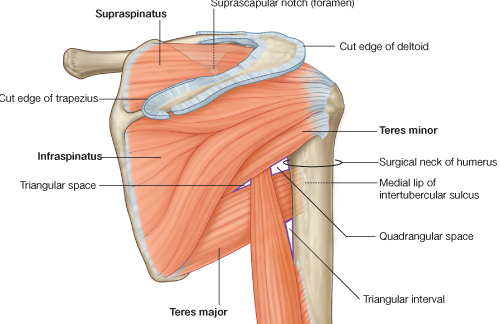 Suprascapular notch (foramen)
Supraspinatus
Cut edge of deltoid
Cut edge of trapezius
Teres minor
Infraspinatus
Surgical neck of humerus
Triangular space
Medial lip of
intertubercular sulcus
Quadrangular space
Triangular interval
Teres major